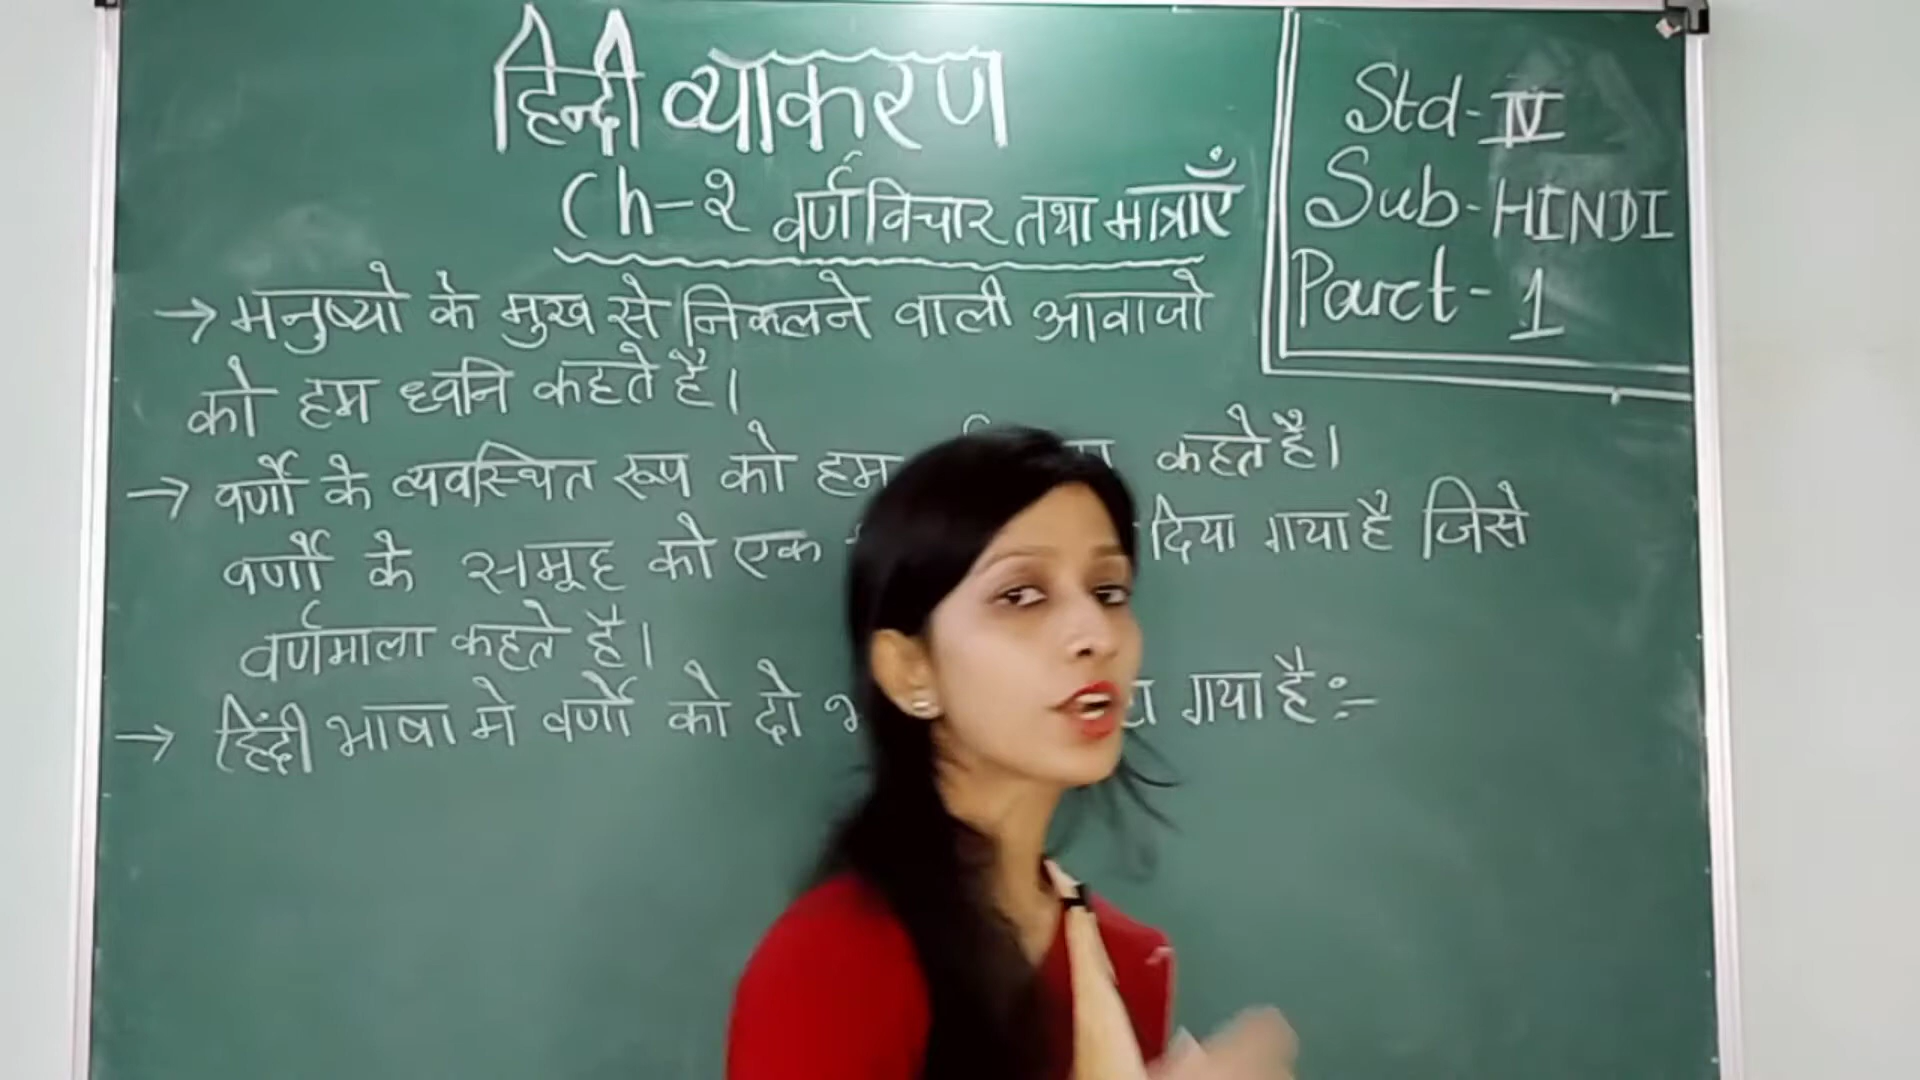 हिन्दी व्याकरण
Ch-२ वर्ण विचार तथा मात्राएँ
Std-IV
Sub-HINDI
Part-1
→ मनुष्यो के मुख से निकलने वाली आवाजो
को हम ध्वनि कहते है।
→ वर्णो के व्यवस्थित रूप को हम कहते है।
वर्णो के समूह को एक दिया गया है जिसे
वर्णमाला कहते है।
→ हिंदी भाषा मे वर्णो को दो गया है:-